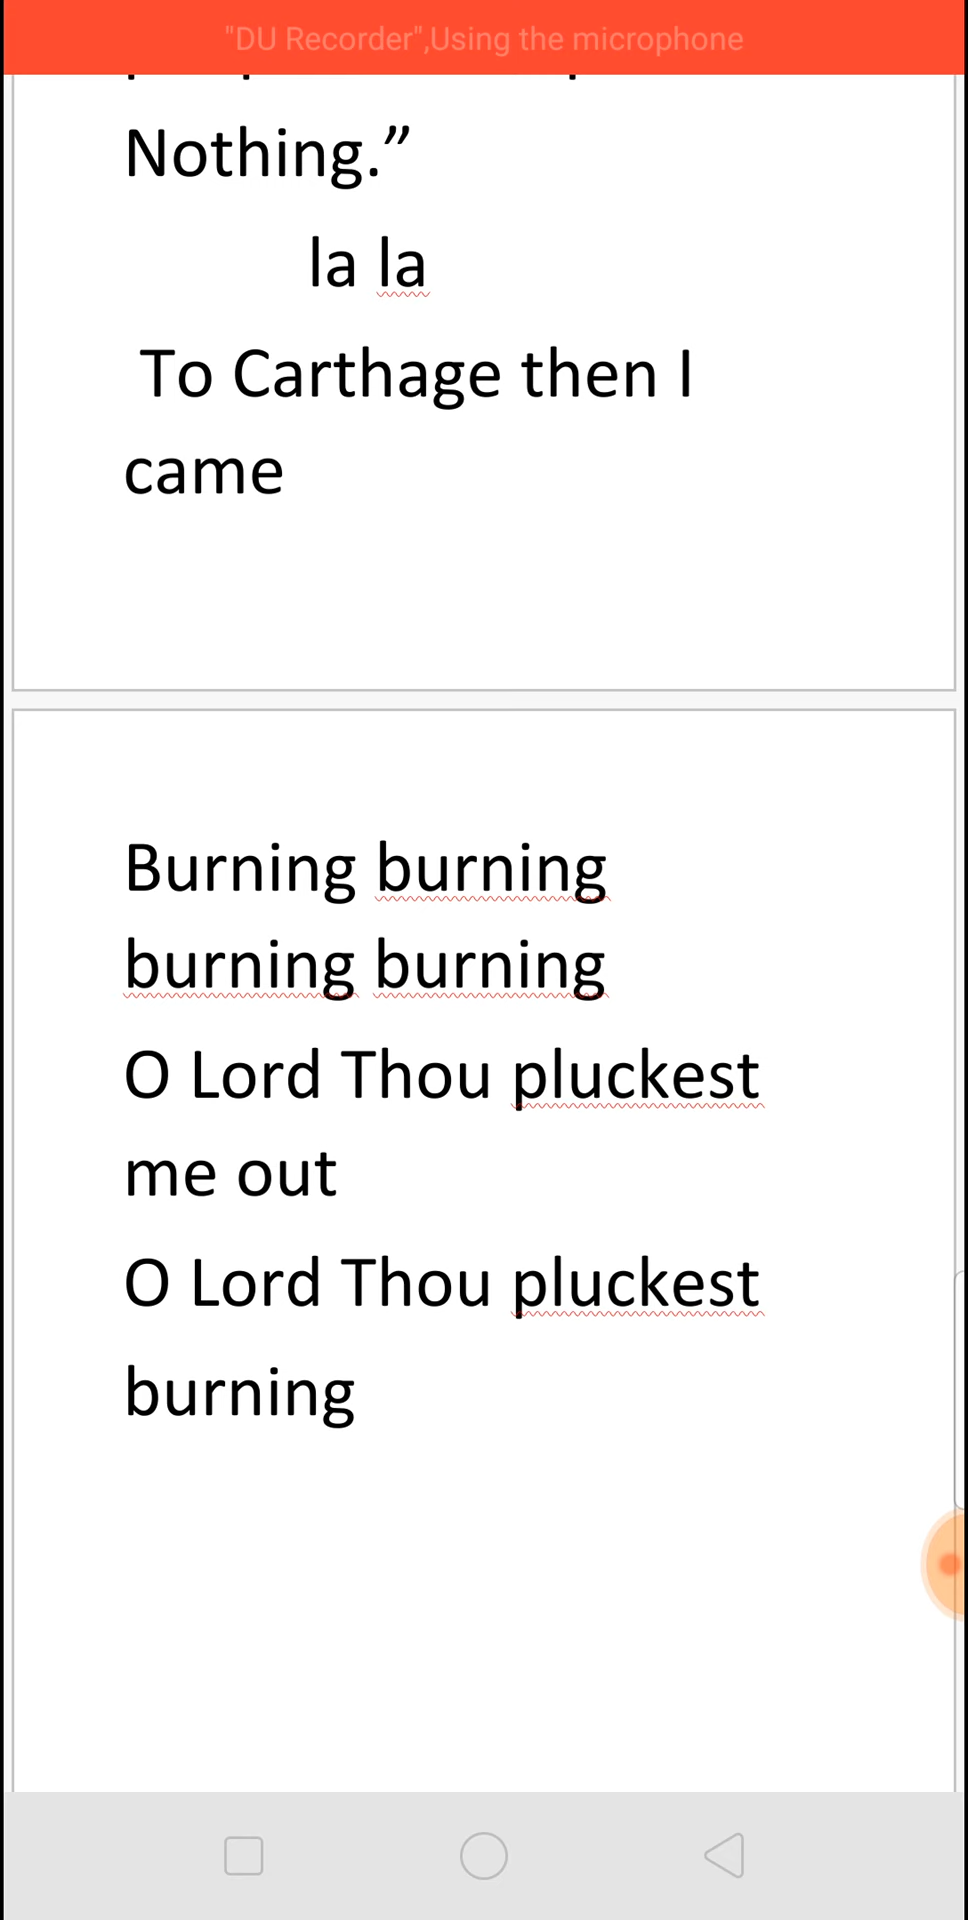 "DU Recorder",Using the microphone
Nothing.”
la la
To Carthage then I
came
Burning burning
burning burning
O Lord Thou pluckest
me out
O Lord Thou pluckest
burning